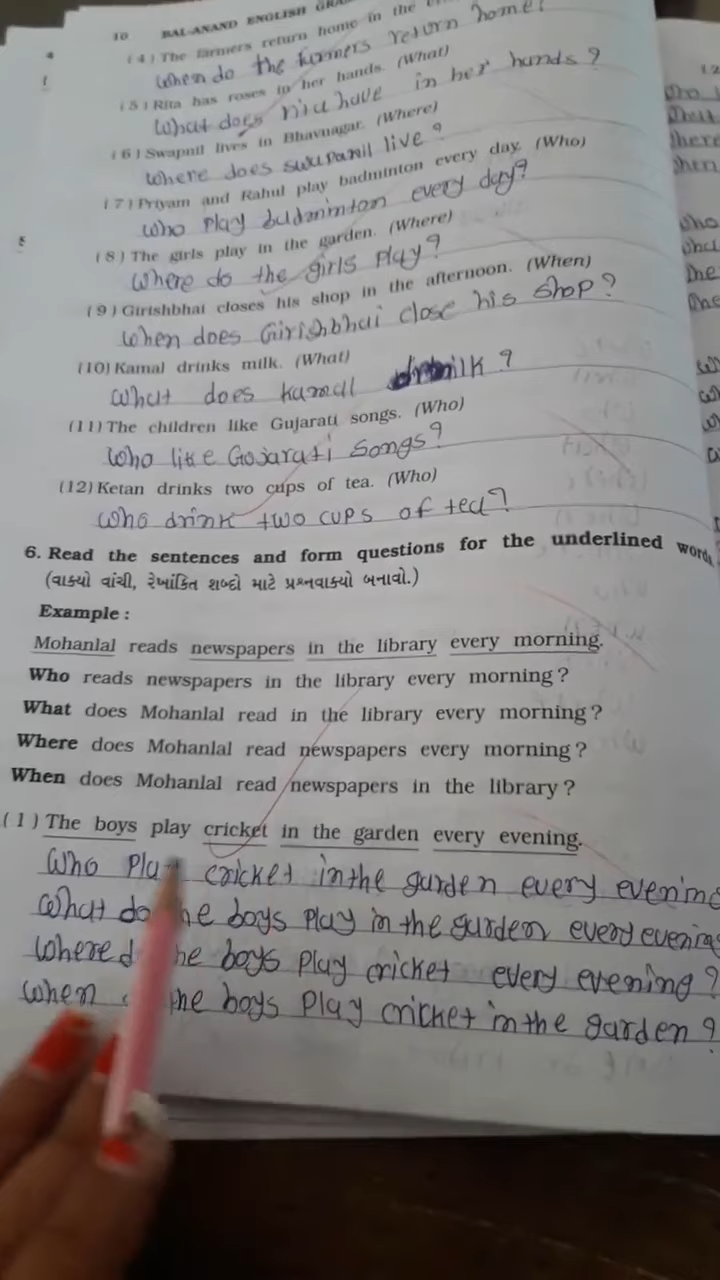 10 BAL-ANAND ENGLISH
(4) The farmers return home in the
When do the farmers return home?
(5) Rita has roses in her hands. (What)
What does rita have in her hands?
(6) Swapnil lives in Bhavnagar. (Where)
Where does swapanil live?
(7) Priyam and Rahul play badminton every day. (Who)
Who play badminton every day?
(8) The girls play in the garden. (Where)
Where do the girls play?
(9) Girishbhai closes his shop in the afternoon. (When)
When does Girishbhai close his shop?
(10) Kamal drinks milk. (What)
What does kamal
(11) The children like Gujarati songs. (Who)
Who like Gojarati songs?
(12) Ketan drinks two cups of tea. (Who)
Who drink two cups of tea?
6. Read the sentences and form questions for the underlined words
(વાક્યો વાંચી, રેખાંકિત શબ્દો માટે પ્રશ્નવાક્યો બનાવો.)
Example :
Mohanlal reads newspapers in the library every morning.
Who reads newspapers in the library every morning?
What does Mohanlal read in the library every morning?
Where does Mohanlal read newspapers every morning?
When does Mohanlal read newspapers in the library?
(1) The boys play cricket in the garden every evening.
Who play cricket in the garden every evening
What do the boys play in the garden every evening
Where the boys play cricket every evening?
When the boys play cricket in the garden?